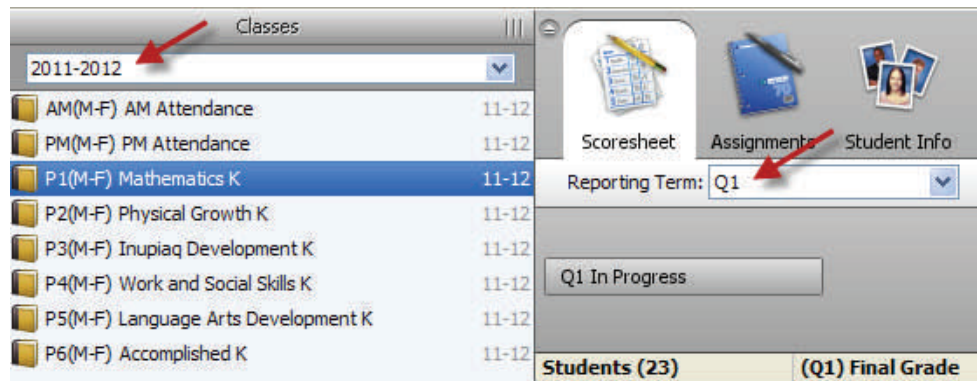 Classes
2011-2012
AM(M-F) AM Attendance 11-12
PM(M-F) PM Attendance 11-12
P1(M-F) Mathematics K 11-12
P2(M-F) Physical Growth K 11-12
P3(M-F) Inupiaq Development K 11-12
P4(M-F) Work and Social Skills K 11-12
P5(M-F) Language Arts Development K 11-12
P6(M-F) Accomplished K 11-12
Scoresheet Assignments Student Info
Reporting Term: Q1
Q1 In Progress
Students (23) (Q1) Final Grade